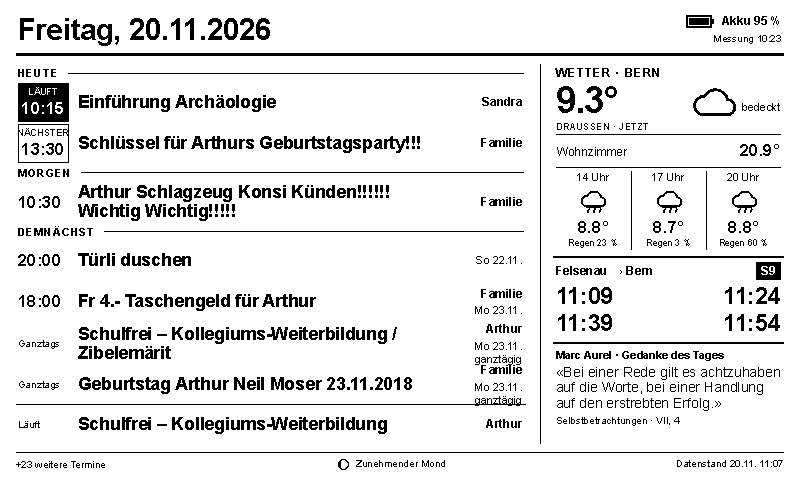 Freitag, 20.11.2026
Akku 95 %
Messung 10:23
HEUTE
LÄUFT
10:15
Einführung Archäologie
Sandra
NÄCHSTER
13:30
Schlüssel für Arthurs Geburtstagsparty!!!
Familie
MORGEN
10:30
Arthur Schlagzeug Konsi Künden!!!!!!
Wichtig Wichtig!!!!!
Familie
DEMNÄCHST
20:00
Türli duschen
So 22.11.
18:00
Fr 4.- Taschengeld für Arthur
Familie
Mo 23.11.
Ganztags
Schulfrei – Kollegiums-Weiterbildung /
Zibelemärit
Arthur
Mo 23.11.
ganztägig
Ganztags
Geburtstag Arthur Neil Moser 23.11.2018
Familie
Mo 23.11.
ganztägig
Läuft
Schulfrei – Kollegiums-Weiterbildung
Arthur
WETTER · BERN
9.3°
bedeckt
DRAUSSEN · JETZT
Wohnzimmer
20.9°
14 Uhr
17 Uhr
20 Uhr
8.8°
8.7°
8.8°
Regen 23 %
Regen 3 %
Regen 60 %
Felsenau › Bern
S9
11:09
11:24
11:39
11:54
Marc Aurel · Gedanke des Tages
«Bei einer Rede gilt es achtzuhaben
auf die Worte, bei einer Handlung
auf den erstrebten Erfolg.»
Selbstbetrachtungen · VII, 4
+23 weitere Termine
Zunehmender Mond
Datenstand 20.11. 11:07